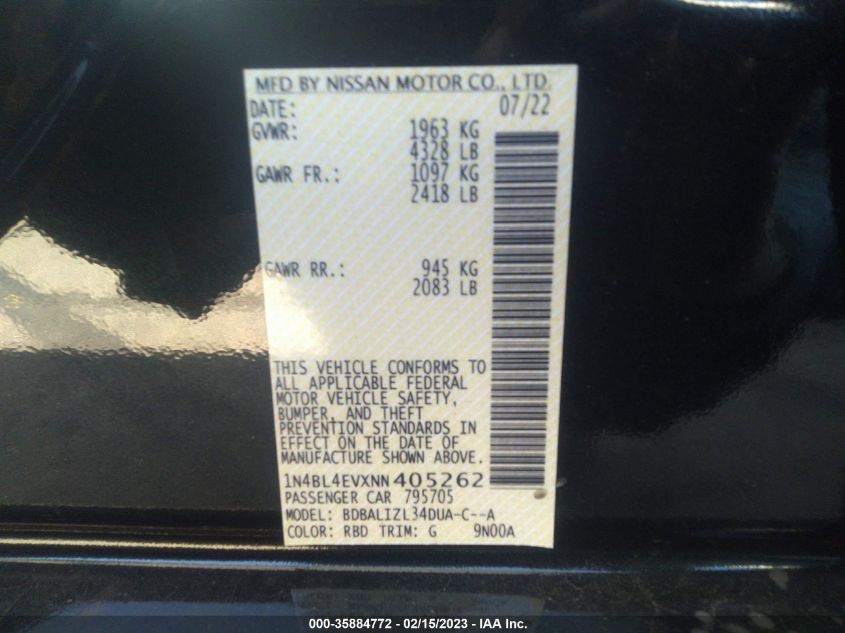 MFD BY NISSAN MOTOR CO., LTD.
DATE: 07/22
GVWR: 1963 KG
4328 LB
GAWR FR.: 1097 KG
2418 LB
GAWR RR.: 945 KG
2083 LB
THIS VEHICLE CONFORMS TO
ALL APPLICABLE FEDERAL
MOTOR VEHICLE SAFETY,
BUMPER, AND THEFT
PREVENTION STANDARDS IN
EFFECT ON THE DATE OF
MANUFACTURE SHOWN ABOVE.
1N4BL4EVXNN405262
PASSENGER CAR 795705
MODEL: BDBALIZL34DUA-C--A
COLOR: RBD TRIM: G 9N00A
000-35884772 - 02/15/2023 - IAA Inc.